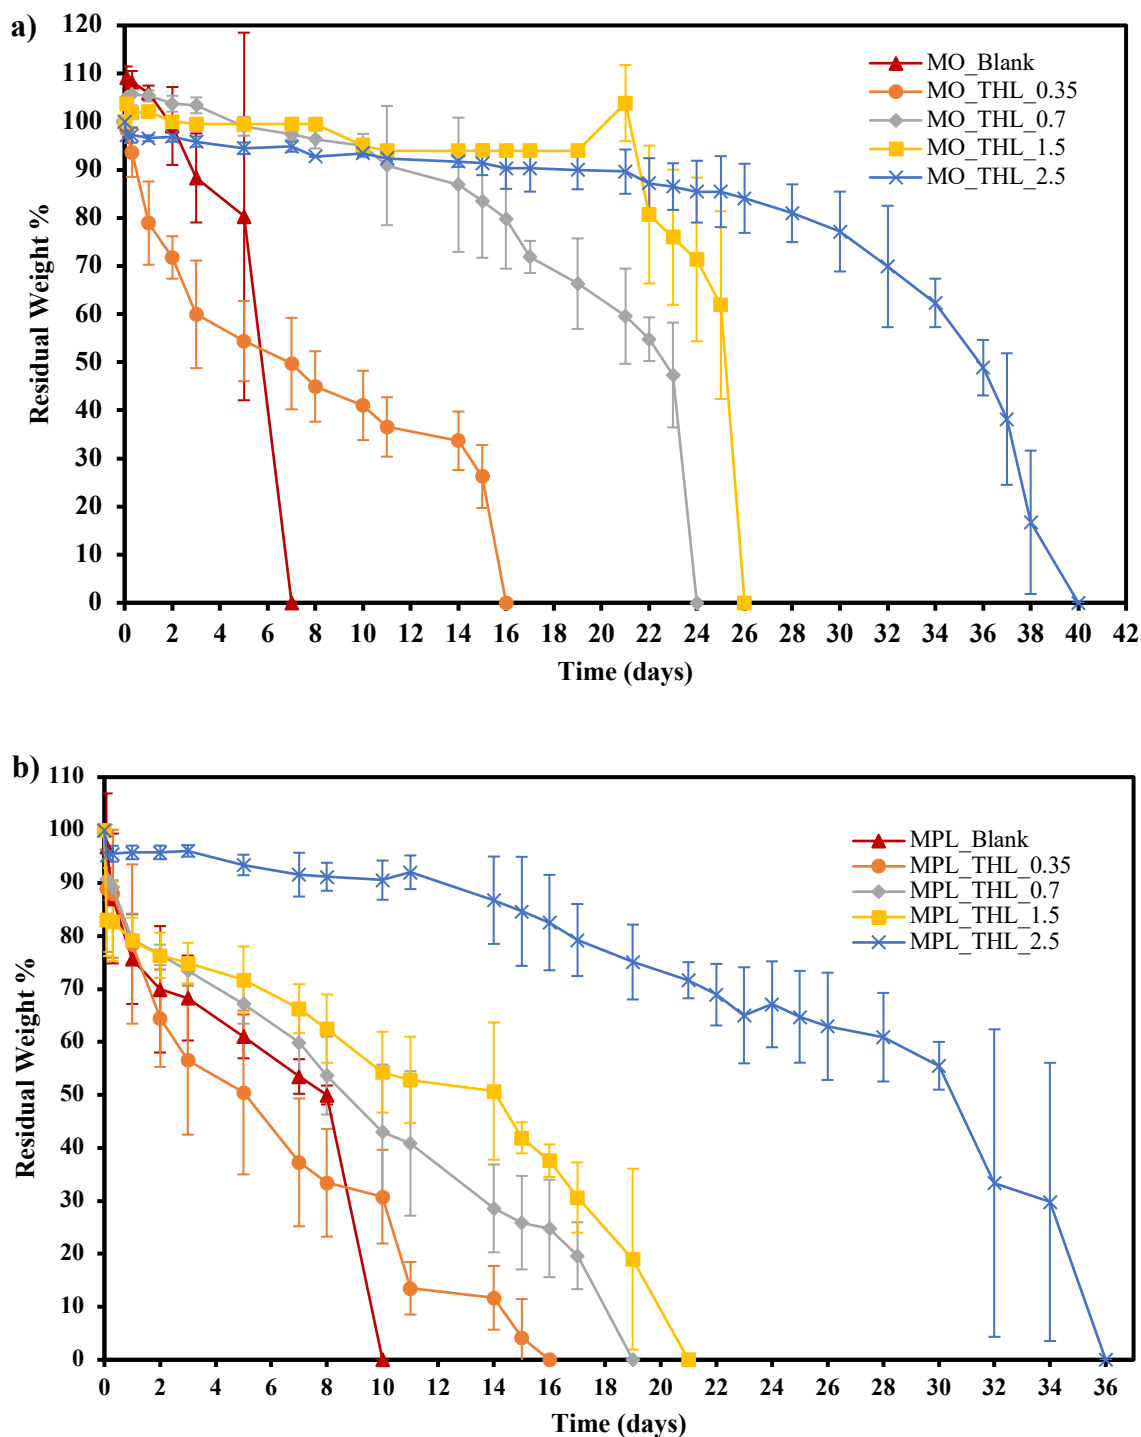 a)
120
110
100
90
80
70
60
50
40
30
20
10
0
Residual Weight %
MO_Blank
MO_THL_0.35
MO_THL_0.7
MO_THL_1.5
MO_THL_2.5
0 2 4 6 8 10 12 14 16 18 20 22 24 26 28 30 32 34 36 38 40 42
Time (days)
b)
110
100
90
80
70
60
50
40
30
20
10
0
Residual Weight %
MPL_Blank
MPL_THL_0.35
MPL_THL_0.7
MPL_THL_1.5
MPL_THL_2.5
0 2 4 6 8 10 12 14 16 18 20 22 24 26 28 30 32 34 36
Time (days)